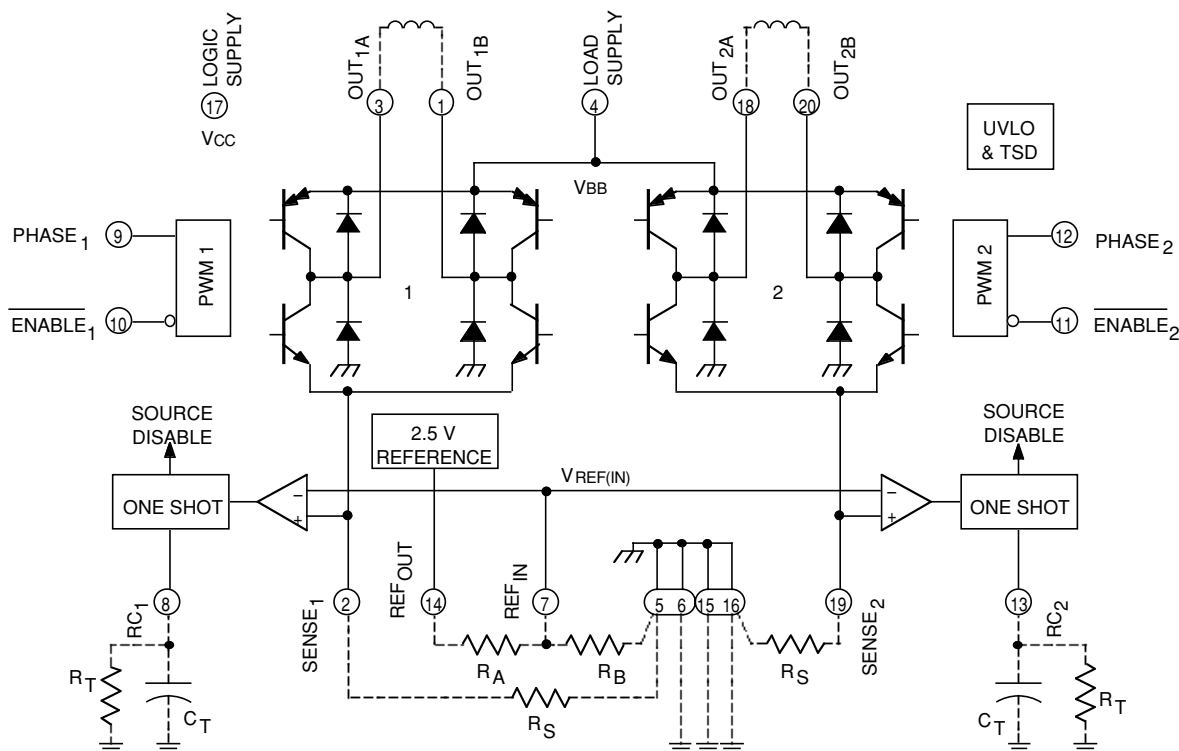 17
LOGIC
SUPPLY
VCC
OUT1A
OUT1B
3
1
LOAD
SUPPLY
4
VBB
OUT2A
OUT2B
18
20
UVLO
& TSD
PHASE1
9
ENABLE1
10
PWM 1
1
2
PWM 2
12
PHASE2
11
ENABLE2
SOURCE
DISABLE
ONE SHOT
−
+
2.5 V
REFERENCE
VREF(IN)
−
+
SOURCE
DISABLE
ONE SHOT
8
RC1
2
SENSE1
14
REFOUT
7
REFIN
5
6
15
16
19
SENSE2
13
RC2
RA
RB
RS
RS
RT
CT
CT
RT